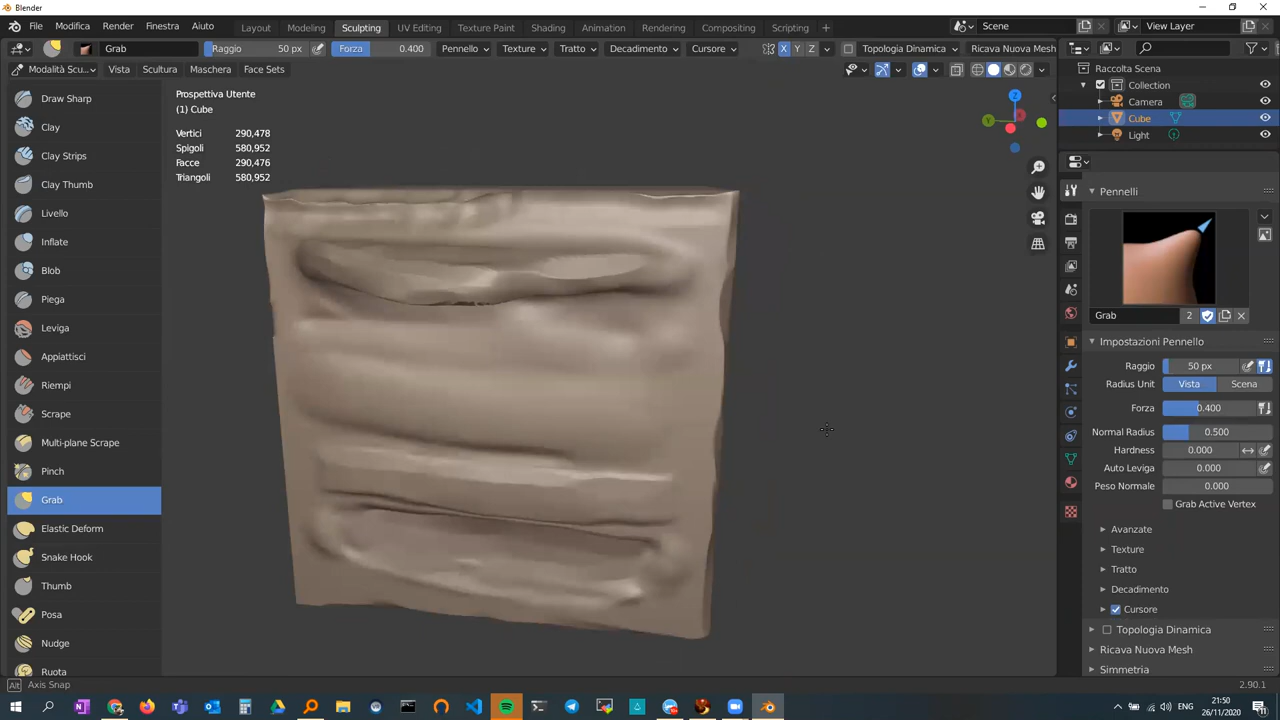 Blender
File Modifica Render Finestra Aiuto Layout Modeling Sculpting UV Editing Texture Paint Shading Animation Rendering Compositing Scripting + Scene View Layer
Grab Raggio 50 px Forza 0.400 Pennello Texture Tratto Decadimento Cursore X Y Z Topologia Dinamica Ricava Nuova Mesh
Modalità Scu... Vista Scultura Maschera Face Sets
Draw Sharp
Clay
Clay Strips
Clay Thumb
Livello
Inflate
Blob
Piega
Leviga
Appiattisci
Riempi
Scrape
Multi-plane Scrape
Pinch
Grab
Elastic Deform
Snake Hook
Thumb
Posa
Nudge
Ruota
Prospettiva Utente
(1) Cube
Vertici 290,478
Spigoli 580,952
Facce 290,476
Triangoli 580,952
Z
Y
X
Raccolta Scena
Collection
Camera
Cube
Light
Pennelli
Grab 2
Impostazioni Pennello
Raggio 50 px
Radius Unit Vista Scena
Forza 0.400
Normal Radius 0.500
Hardness 0.000
Auto Leviga 0.000
Peso Normale 0.000
Grab Active Vertex
Avanzate
Texture
Tratto
Decadimento
Cursore
Topologia Dinamica
Ricava Nuova Mesh
Simmetria
Alt Axis Snap 2.90.1
21:50
26/11/2020